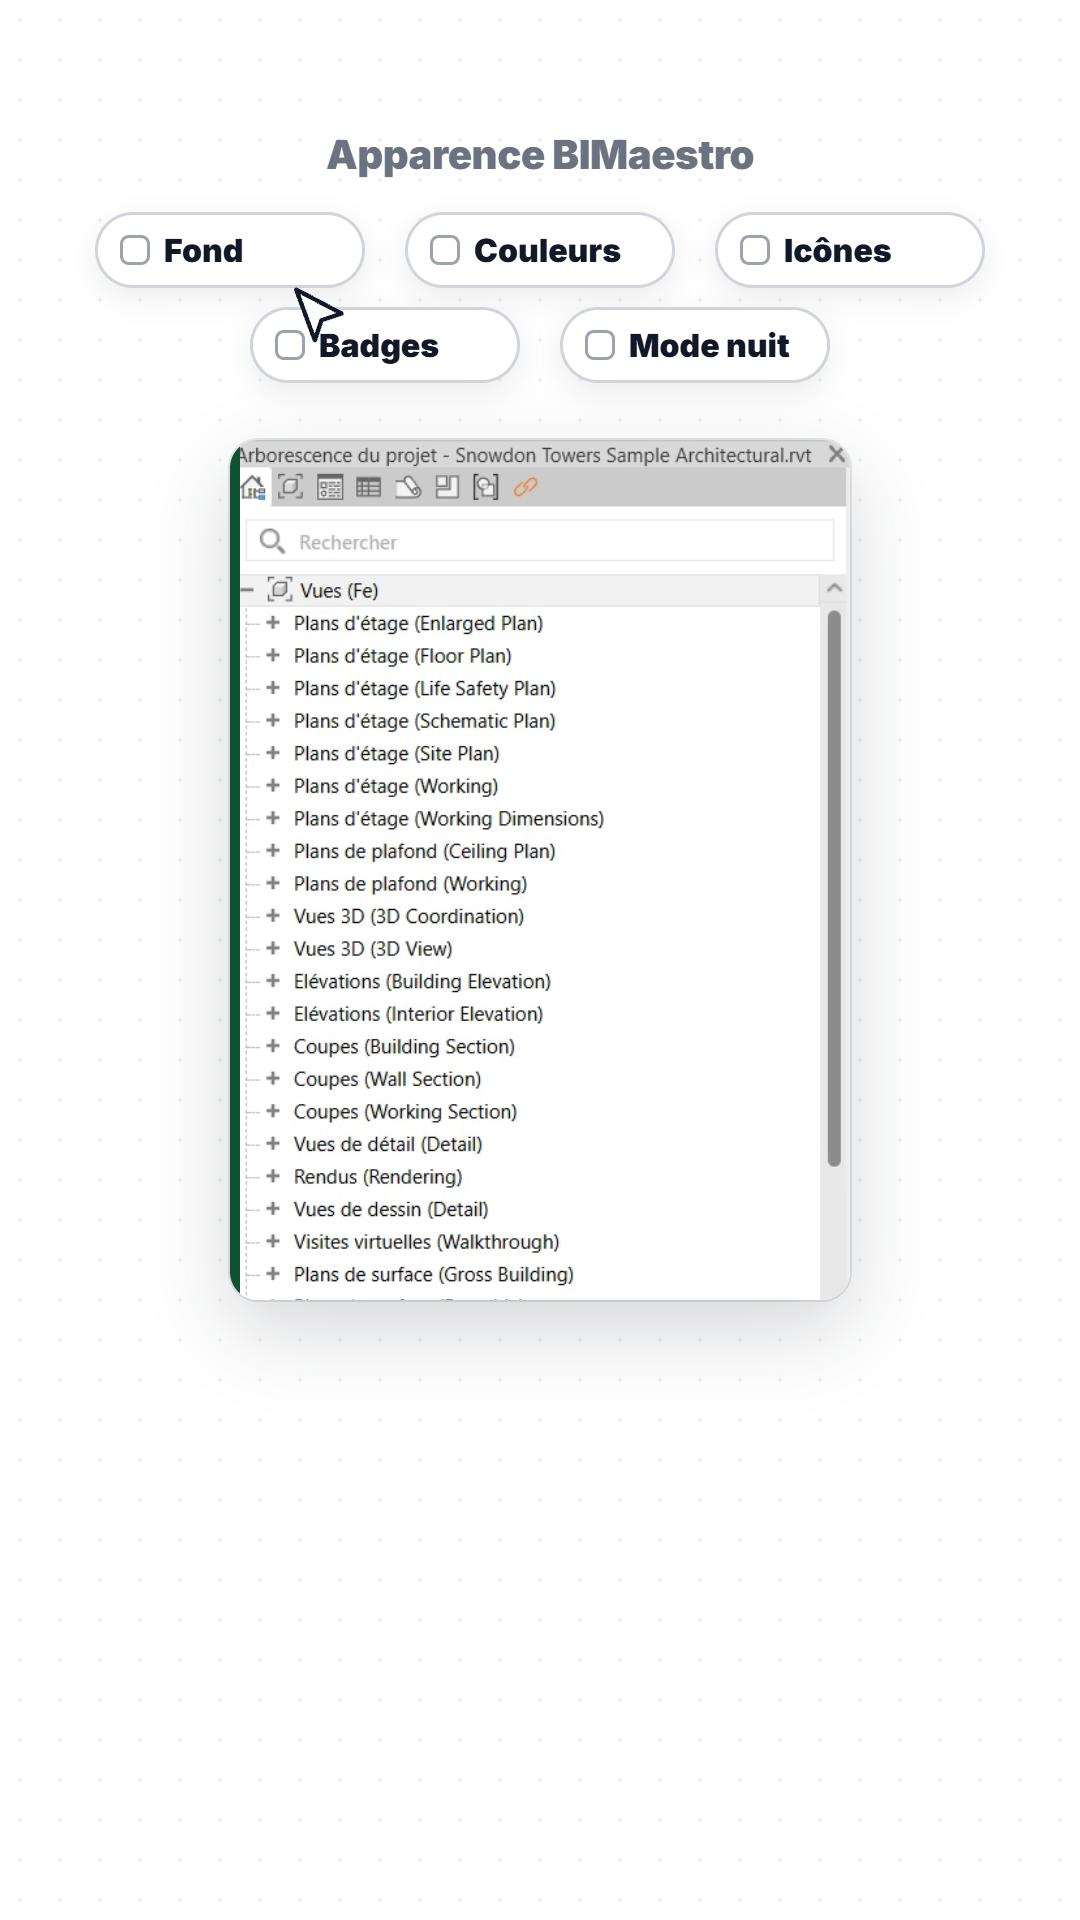 Apparence BIMaestro
Fond
Couleurs
Icônes
Badges
Mode nuit
Arborescence du projet - Snowdon Towers Sample Architectural.rvt
Rechercher
Vues (Fe)
Plans d'étage (Enlarged Plan)
Plans d'étage (Floor Plan)
Plans d'étage (Life Safety Plan)
Plans d'étage (Schematic Plan)
Plans d'étage (Site Plan)
Plans d'étage (Working)
Plans d'étage (Working Dimensions)
Plans de plafond (Ceiling Plan)
Plans de plafond (Working)
Vues 3D (3D Coordination)
Vues 3D (3D View)
Elévations (Building Elevation)
Elévations (Interior Elevation)
Coupes (Building Section)
Coupes (Wall Section)
Coupes (Working Section)
Vues de détail (Detail)
Rendus (Rendering)
Vues de dessin (Detail)
Visites virtuelles (Walkthrough)
Plans de surface (Gross Building)